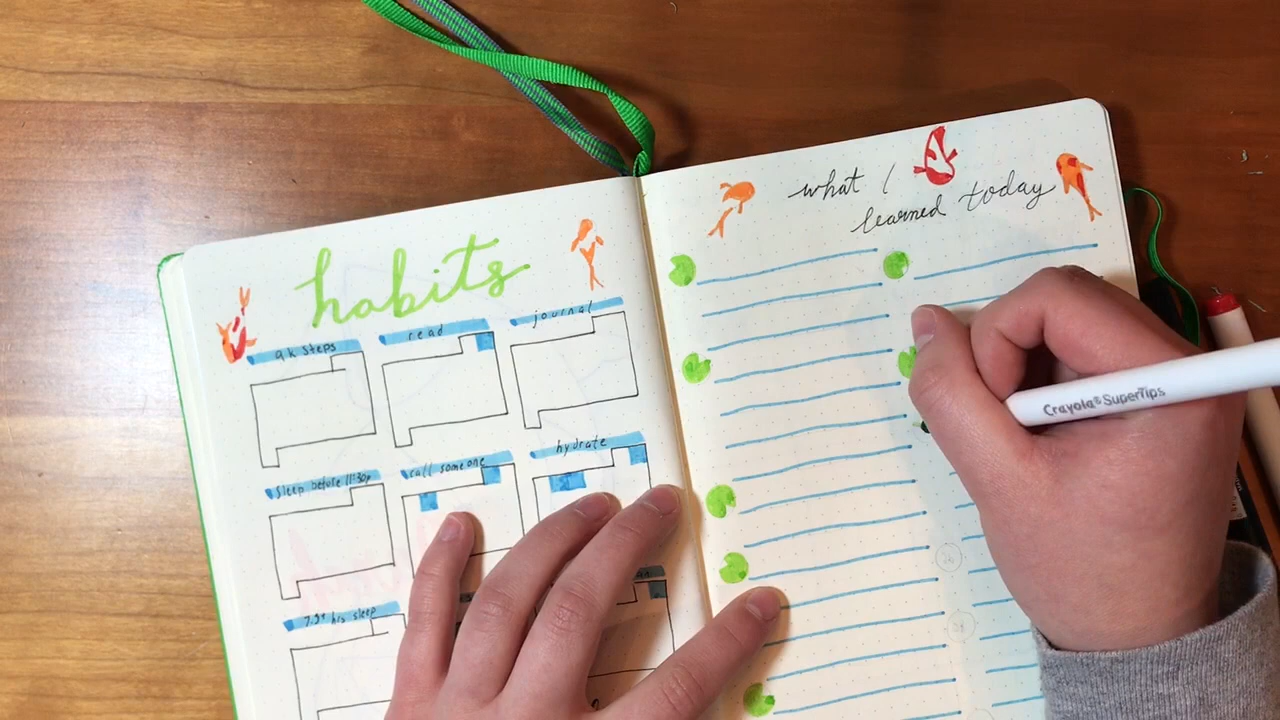 habits
9k steps
read
journal
sleep before 11:30p
call someone
hydrate
7.5+ hrs sleep
what I
learned today
Crayola® SuperTips